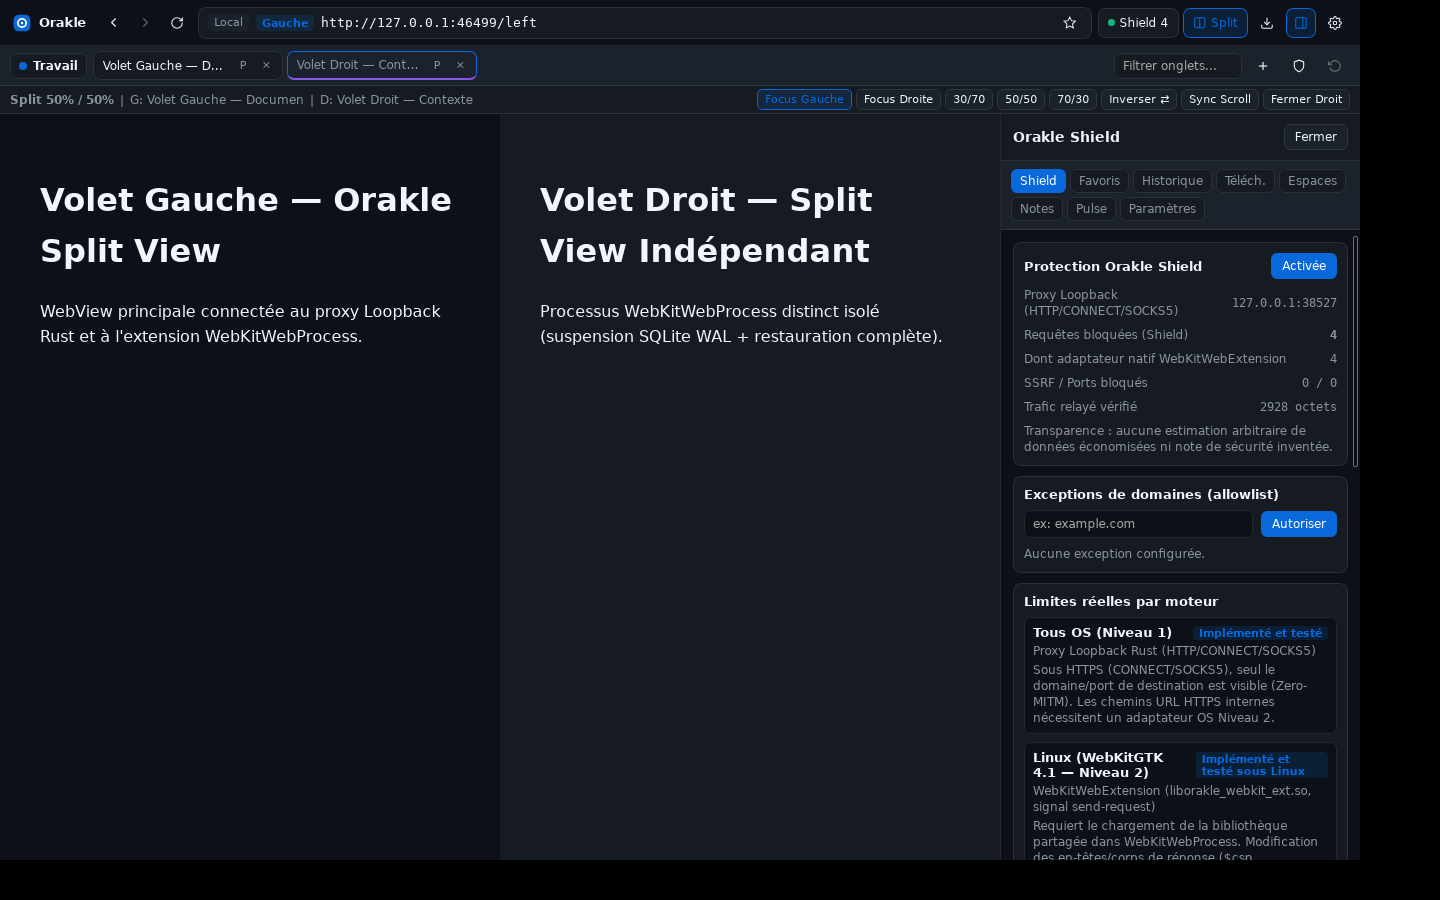 Orakle Local Gauche http://127.0.0.1:46499/left Shield 4 Split
Travail Volet Gauche — D... P × Volet Droit — Cont... P × Filtrer onglets... +
Split 50% / 50% | G: Volet Gauche — Documen | D: Volet Droit — Contexte Focus Gauche Focus Droite 30/70 50/50 70/30 Inverser ⇄ Sync Scroll Fermer Droit
Volet Gauche — Orakle
Split View
WebView principale connectée au proxy Loopback
Rust et à l'extension WebKitWebProcess.
Volet Droit — Split
View Indépendant
Processus WebKitWebProcess distinct isolé
(suspension SQLite WAL + restauration complète).
Orakle Shield Fermer
Shield Favoris Historique Téléch. Espaces
Notes Pulse Paramètres
Protection Orakle Shield Activée
Proxy Loopback
(HTTP/CONNECT/SOCKS5) 127.0.0.1:38527
Requêtes bloquées (Shield) 4
Dont adaptateur natif WebKitWebExtension 4
SSRF / Ports bloqués 0 / 0
Trafic relayé vérifié 2928 octets
Transparence : aucune estimation arbitraire de
données économisées ni note de sécurité inventée.
Exceptions de domaines (allowlist)
ex: example.com Autoriser
Aucune exception configurée.
Limites réelles par moteur
Tous OS (Niveau 1) Implémenté et testé
Proxy Loopback Rust (HTTP/CONNECT/SOCKS5)
Sous HTTPS (CONNECT/SOCKS5), seul le
domaine/port de destination est visible (Zero-
MITM). Les chemins URL HTTPS internes
nécessitent un adaptateur OS Niveau 2.
Linux (WebKitGTK
4.1 — Niveau 2) Implémenté et
testé sous Linux
WebKitWebExtension (liborakle_webkit_ext.so,
signal send-request)
Requiert le chargement de la bibliothèque
partagée dans WebKitWebProcess. Modification
des en-têtes/corps de réponse ($csp,